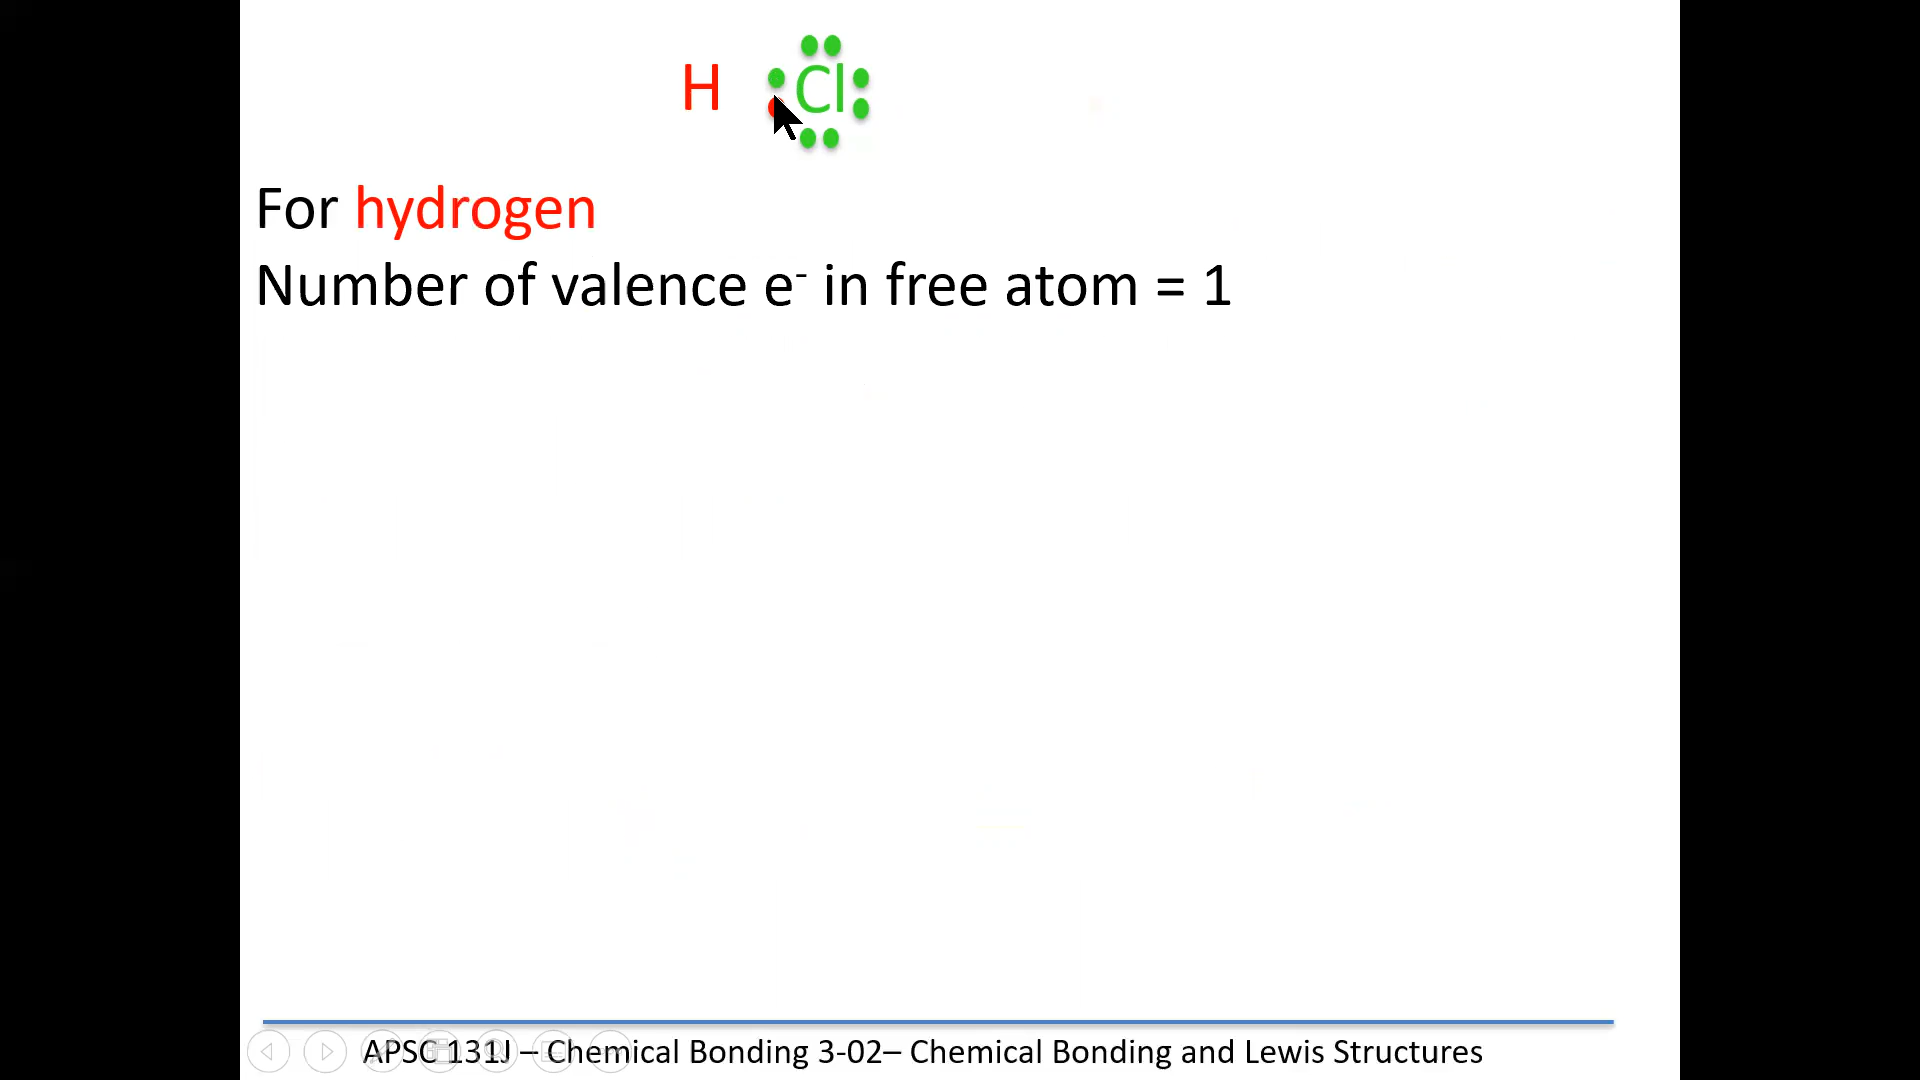 H Cl
For hydrogen
Number of valence e⁻ in free atom = 1
APSC 131J – Chemical Bonding 3-02– Chemical Bonding and Lewis Structures